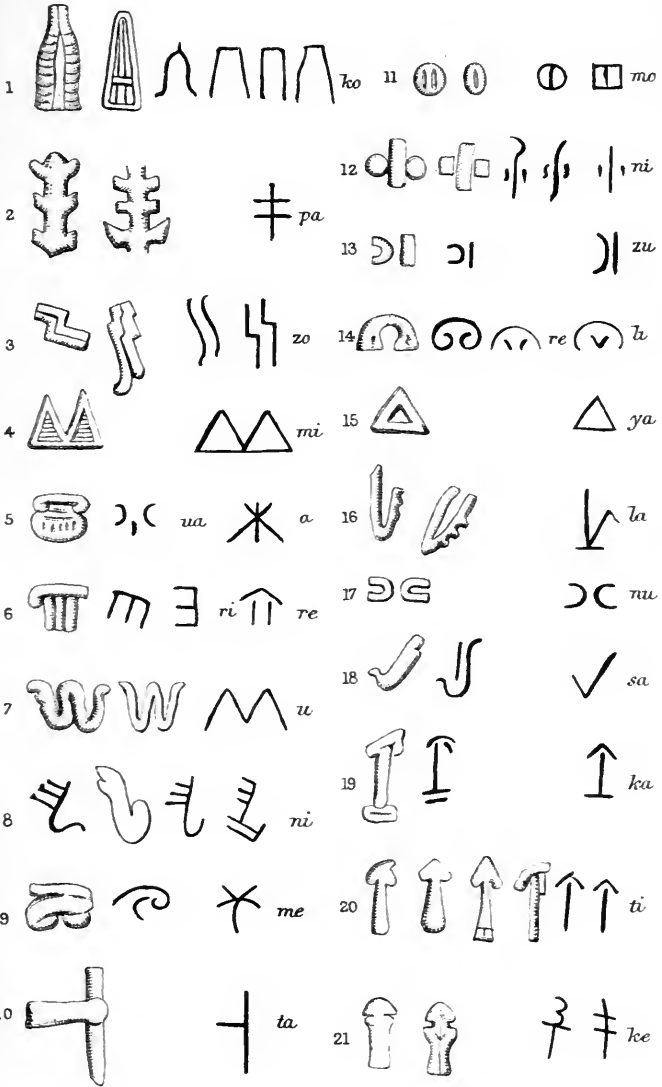 1 ko
2 pa
3 zo
4 mi
5 ua a
6 ri re
7 u
8 ni
9 me
0 ta
11 mo
12 ni
13 zu
14 re li
15 ya
16 la
17 nu
18 sa
19 ka
20 ti
21 ke